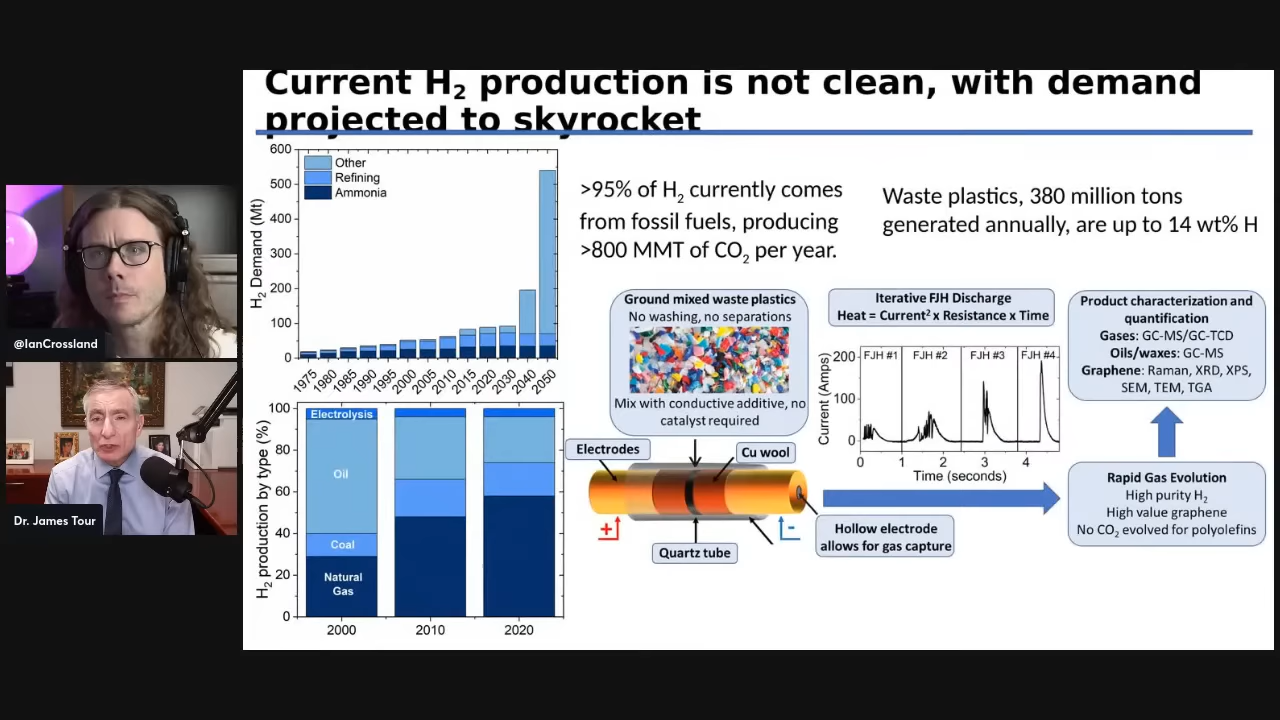 Current H₂ production is not clean, with demand
projected to skyrocket
H₂ Demand (Mt)
600
500
400
300
200
100
0
Other
Refining
Ammonia
1975
1980
1985
1990
1995
2000
2005
2010
2015
2020
2030
2040
2050
H₂ production by type (%)
100
80
60
40
20
0
Electrolysis
Oil
Coal
Natural
Gas
2000
2010
2020
>95% of H₂ currently comes
from fossil fuels, producing
>800 MMT of CO₂ per year.
Waste plastics, 380 million tons
generated annually, are up to 14 wt% H
Ground mixed waste plastics
No washing, no separations
Mix with conductive additive, no
catalyst required
Electrodes
Cu wool
+
-
Quartz tube
Hollow electrode
allows for gas capture
Iterative FJH Discharge
Heat = Current² x Resistance x Time
Current (Amps)
200
100
0
FJH #1
FJH #2
FJH #3
FJH #4
0
1
2
3
4
Time (seconds)
Product characterization and
quantification
Gases: GC-MS/GC-TCD
Oils/waxes: GC-MS
Graphene: Raman, XRD, XPS,
SEM, TEM, TGA
Rapid Gas Evolution
High purity H₂
High value graphene
No CO₂ evolved for polyolefins
@IanCrossland
Dr. James Tour